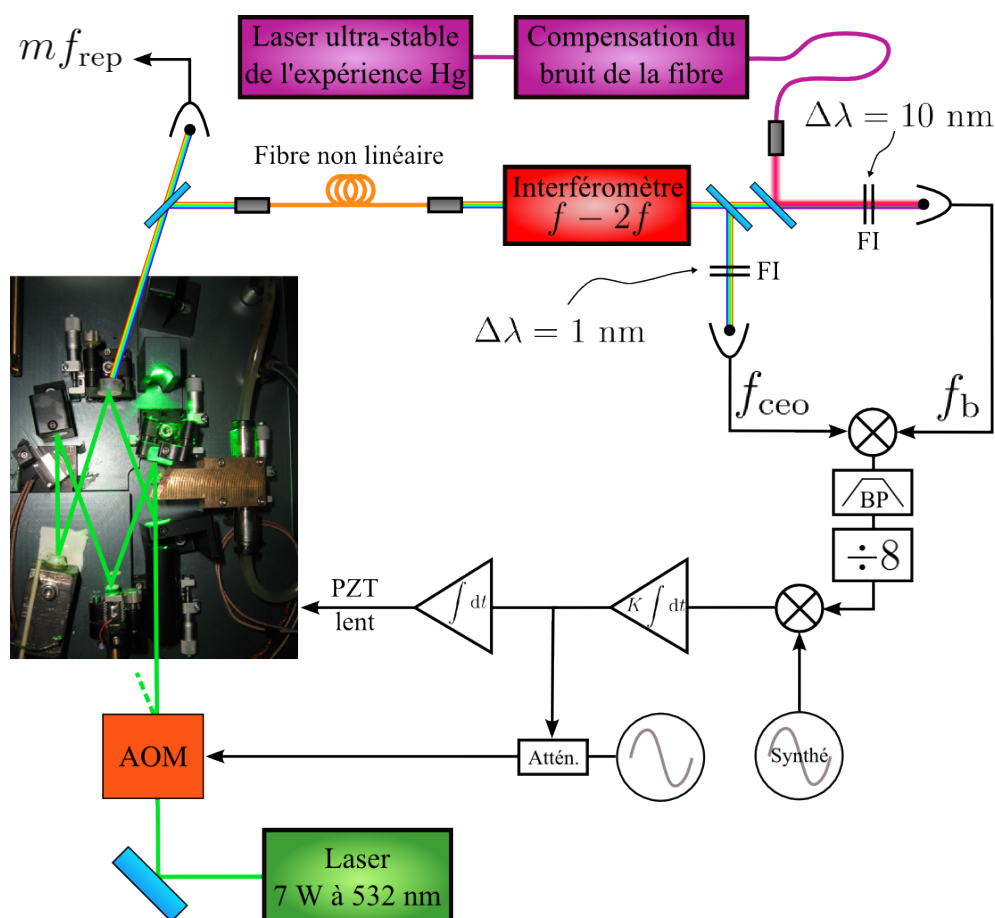 Laser ultra-stable
de l'expérience Hg
Compensation du
bruit de la fibre
m f_rep
Δλ = 10 nm
Fibre non linéaire
Interféromètre
f − 2f
FI
FI
Δλ = 1 nm
f_ceo
f_b
BP
÷8
PZT
lent
∫ dt
K ∫ dt
AOM
Attén.
Synthé
Laser
7 W à 532 nm